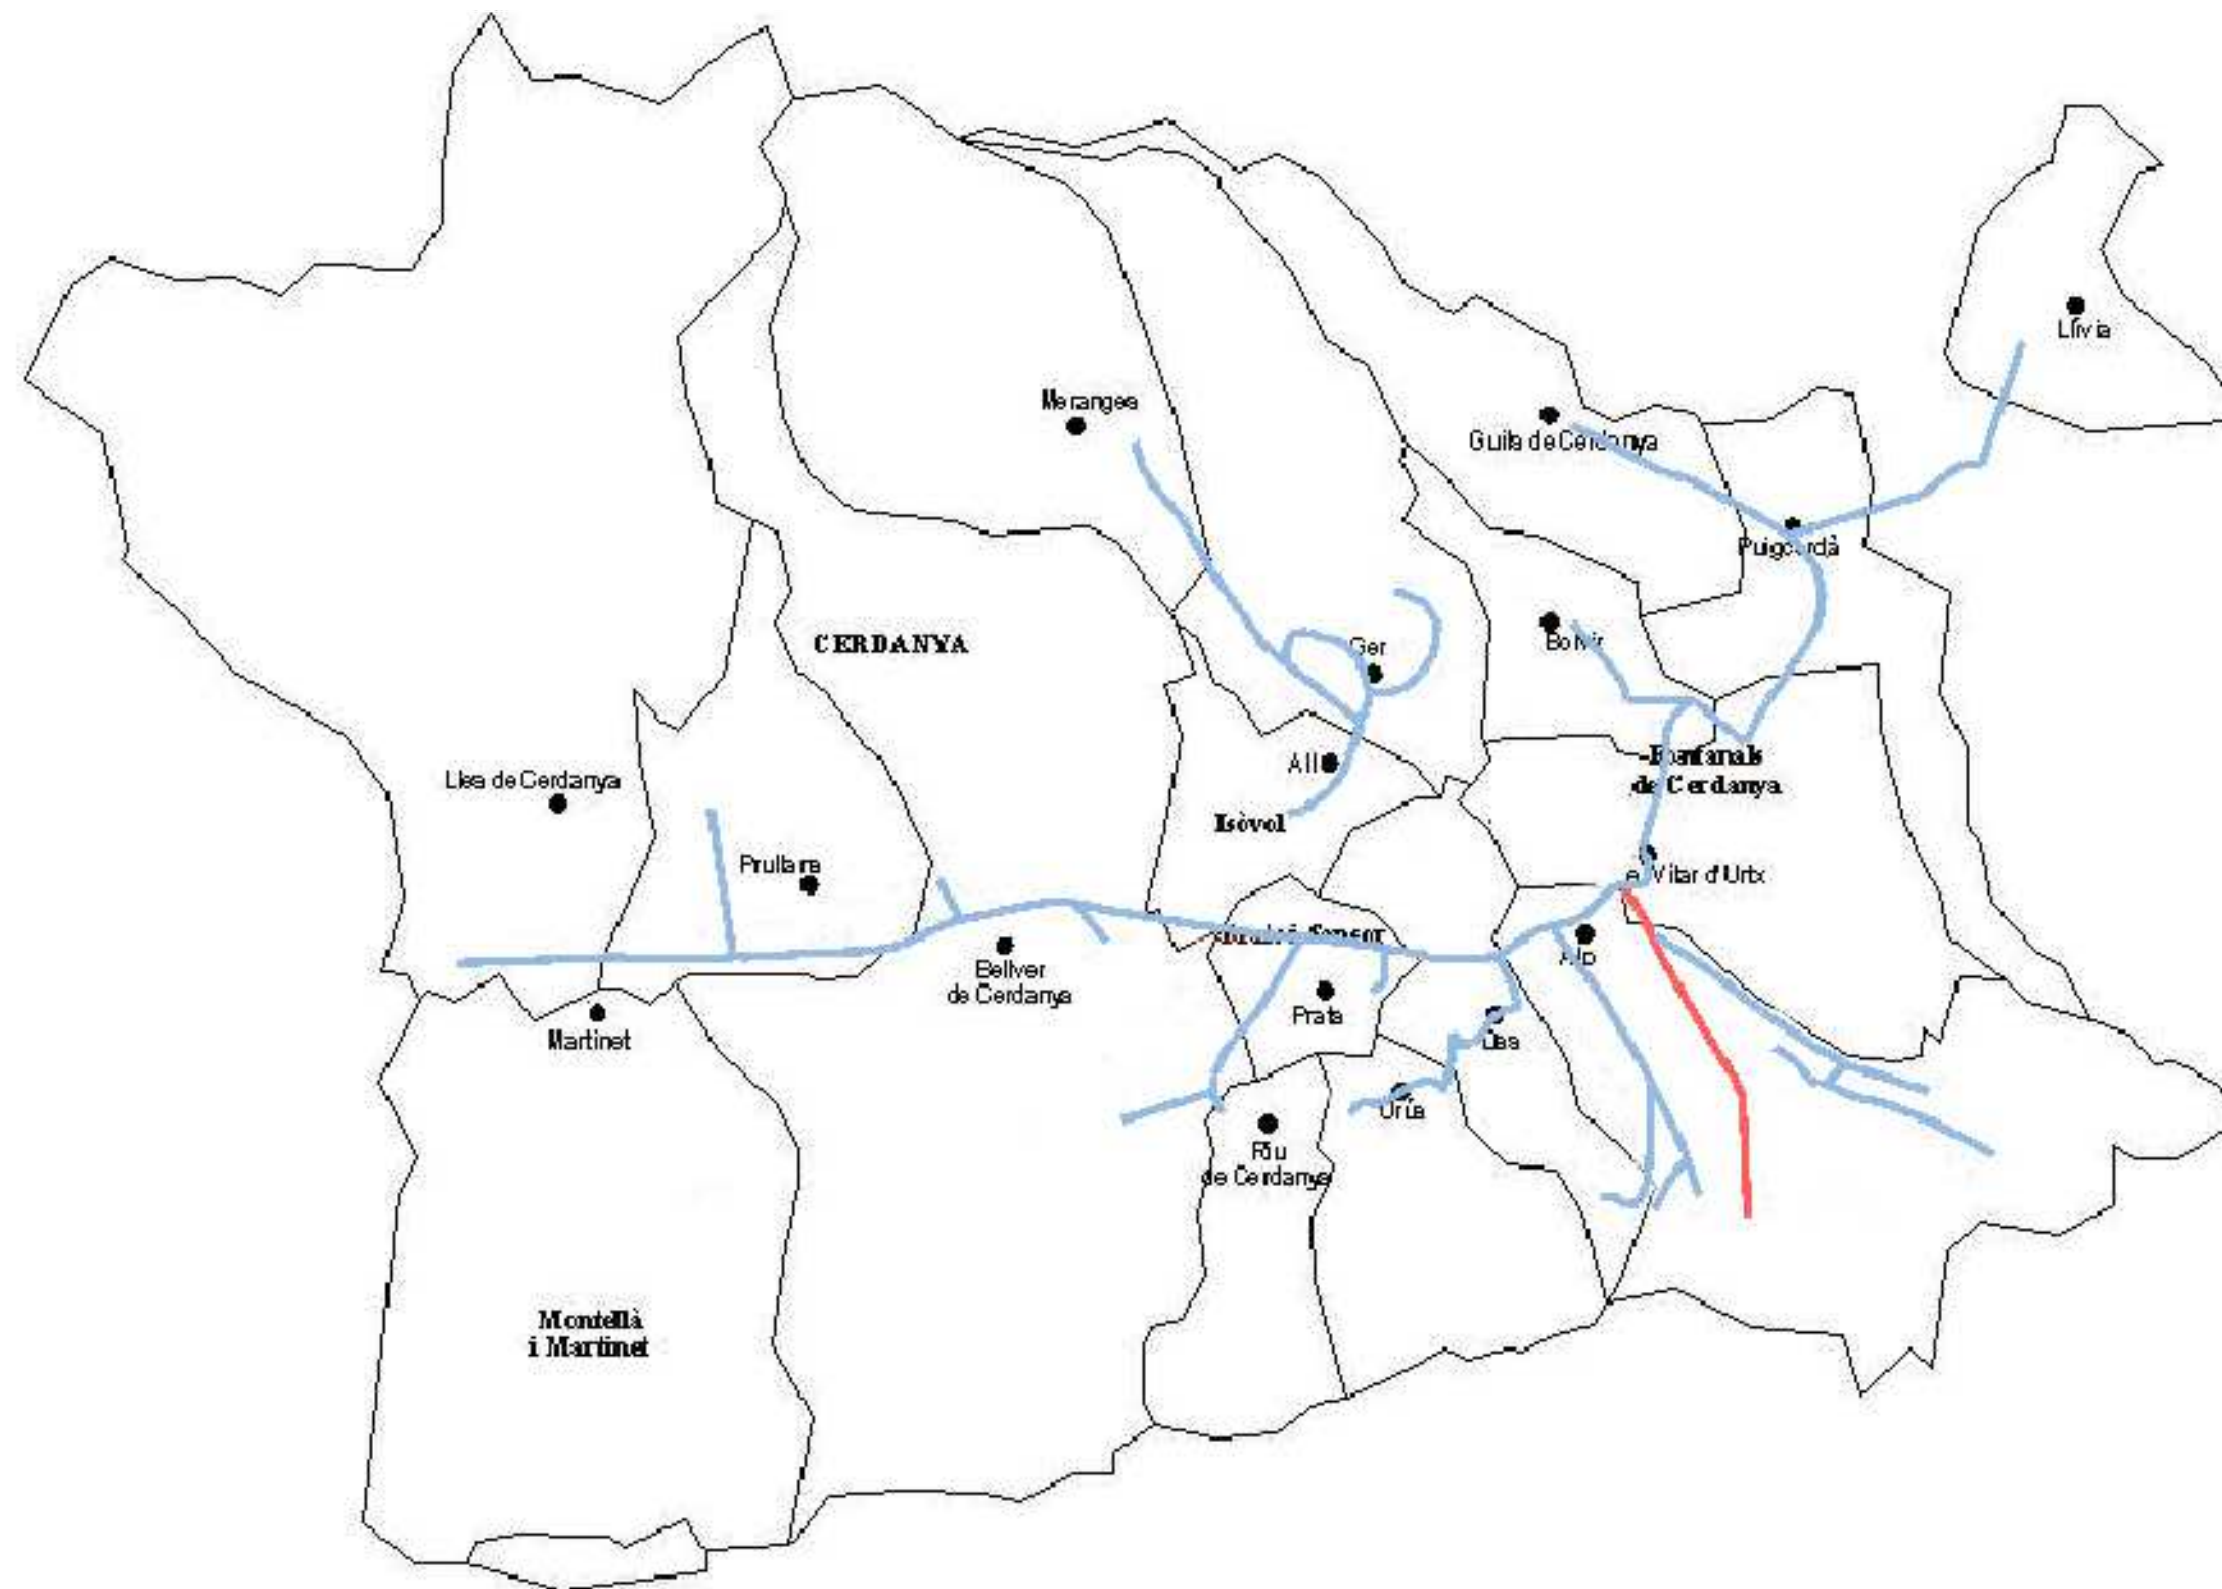 Llívia
Meranges
Guils de Cerdanya
Puigcerdà
CERDANYA
Ger
Bolvir
Fontanals
de Cerdanya
Lles de Cerdanya
All
Isòvol
Prullans
el Vilar d'Urtx
Alp
Bellver
de Cerdanya
Prats
Das
Martinet
Urús
Riu
de Cerdanya
Montellà
i Martinet